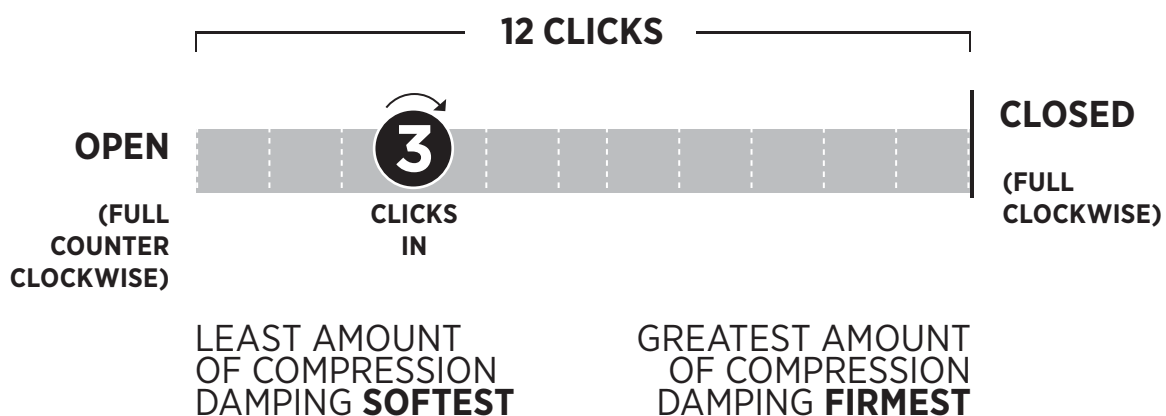 12 CLICKS
OPEN
(FULL
COUNTER
CLOCKWISE)
3
CLICKS
IN
CLOSED
(FULL
CLOCKWISE)
LEAST AMOUNT
OF COMPRESSION
DAMPING SOFTEST
GREATEST AMOUNT
OF COMPRESSION
DAMPING FIRMEST